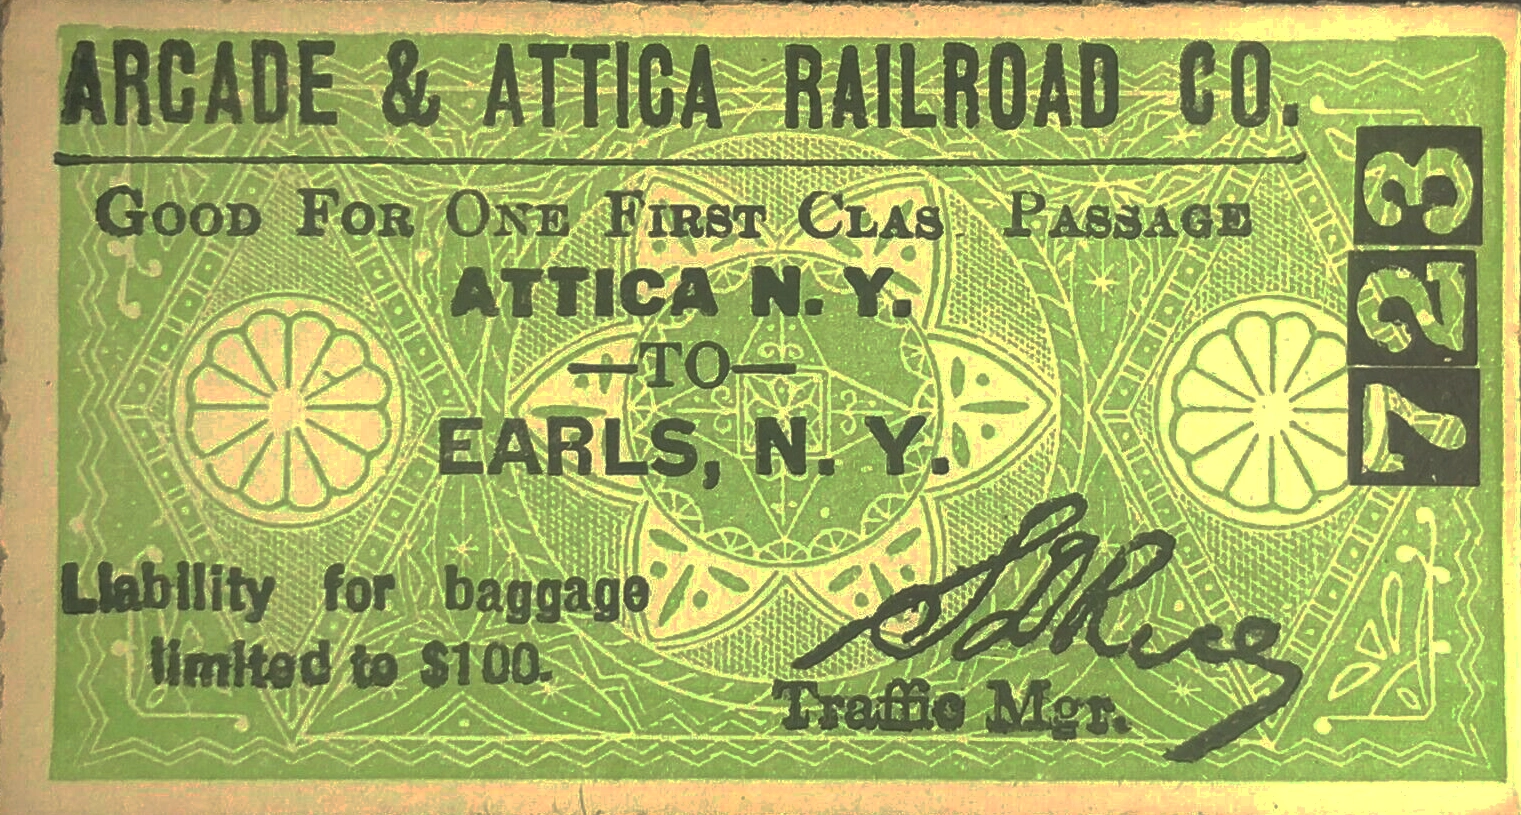 ARCADE & ATTICA RAILROAD CO.
GOOD FOR ONE FIRST CLAS PASSAGE
ATTICA N. Y.
—TO—
EARLS, N. Y.
Liability for baggage
limited to $100.
Traffic Mgr.
723